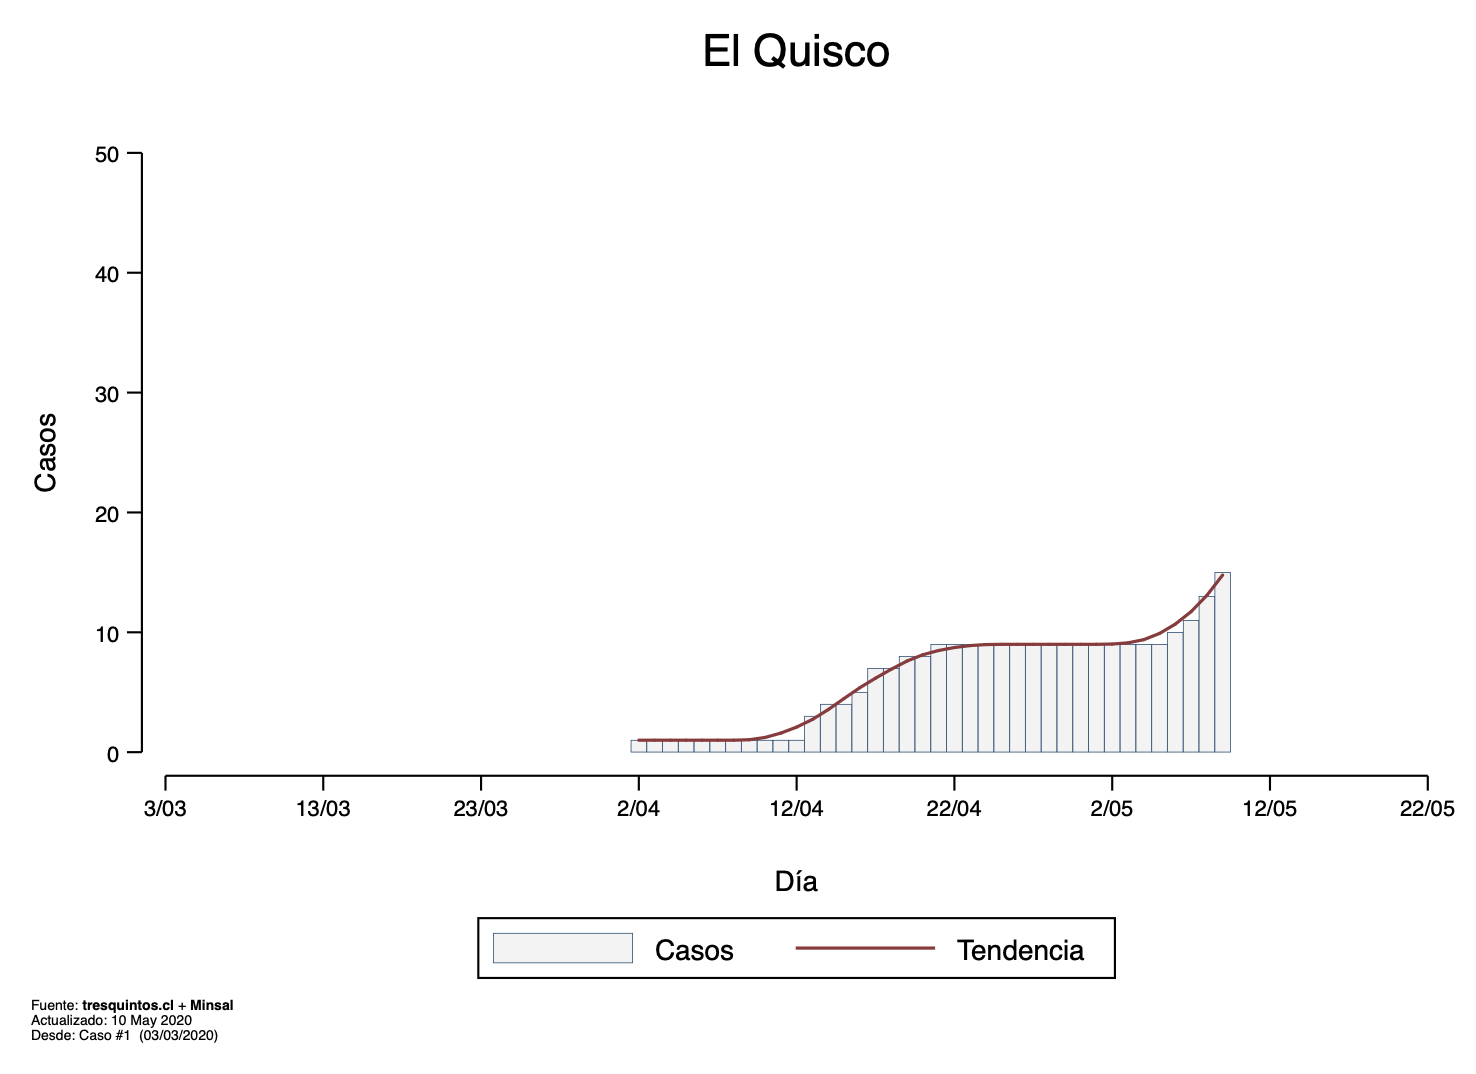 El Quisco
50
40
30
20
10
0
Casos
3/03 13/03 23/03 2/04 12/04 22/04 2/05 12/05 22/05
Día
Casos Tendencia
Fuente: tresquintos.cl + Minsal
Actualizado: 10 May 2020
Desde: Caso #1 (03/03/2020)